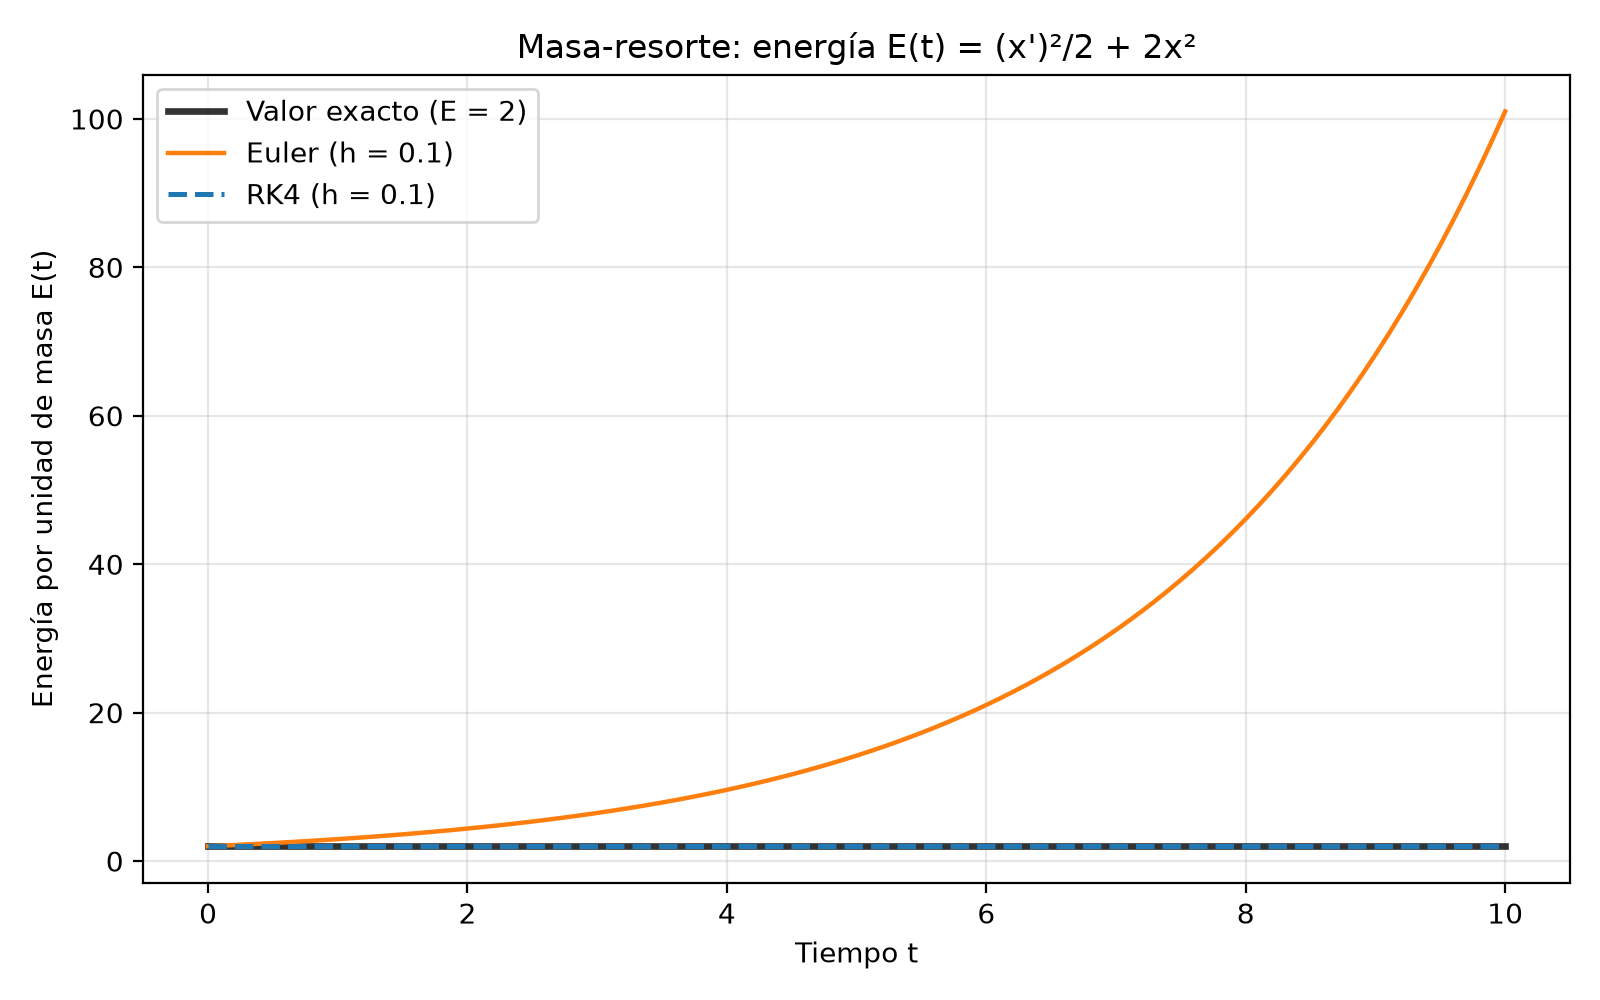 Masa-resorte: energía E(t) = (x')²/2 + 2x²
Valor exacto (E = 2)
Euler (h = 0.1)
RK4 (h = 0.1)
Energía por unidad de masa E(t)
100
80
60
40
20
0
0 2 4 6 8 10
Tiempo t